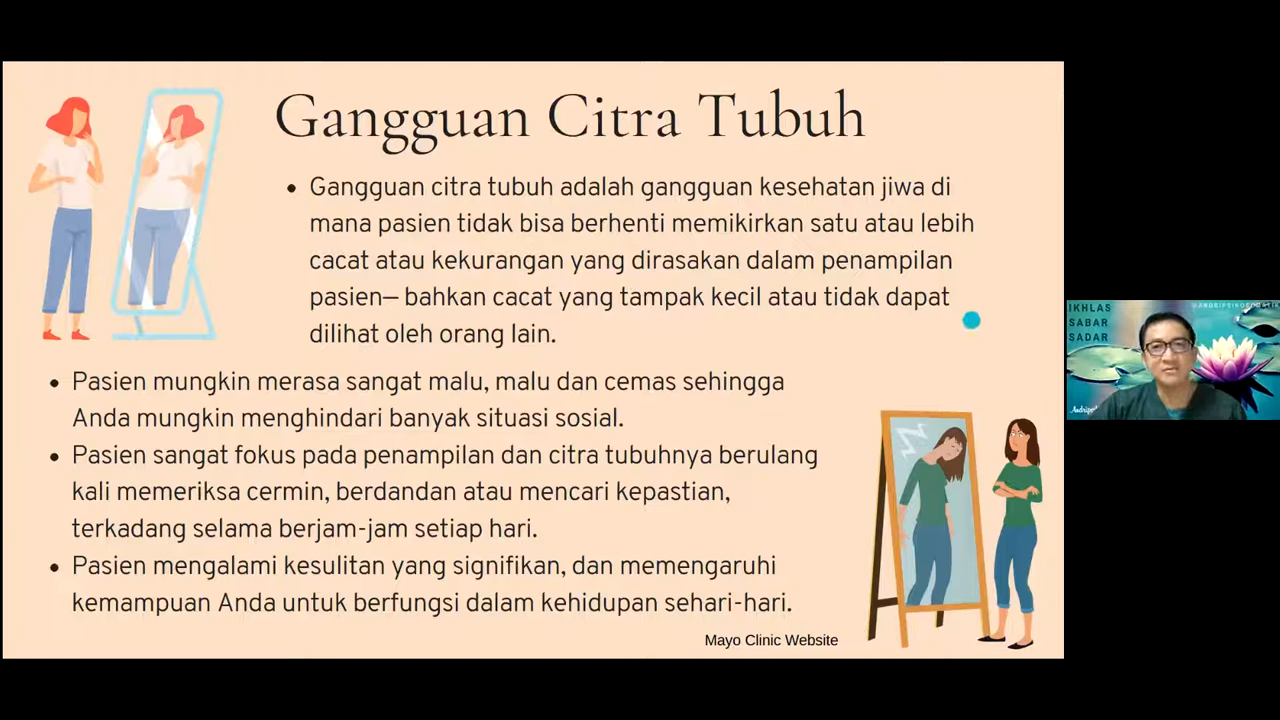 Gangguan Citra Tubuh
• Gangguan citra tubuh adalah gangguan kesehatan jiwa di
mana pasien tidak bisa berhenti memikirkan satu atau lebih
cacat atau kekurangan yang dirasakan dalam penampilan
pasien— bahkan cacat yang tampak kecil atau tidak dapat
dilihat oleh orang lain.
• Pasien mungkin merasa sangat malu, malu dan cemas sehingga
Anda mungkin menghindari banyak situasi sosial.
• Pasien sangat fokus pada penampilan dan citra tubuhnya berulang
kali memeriksa cermin, berdandan atau mencari kepastian,
terkadang selama berjam-jam setiap hari.
• Pasien mengalami kesulitan yang signifikan, dan memengaruhi
kemampuan Anda untuk berfungsi dalam kehidupan sehari-hari.
Mayo Clinic Website
IKHLAS
SABAR
SADAR